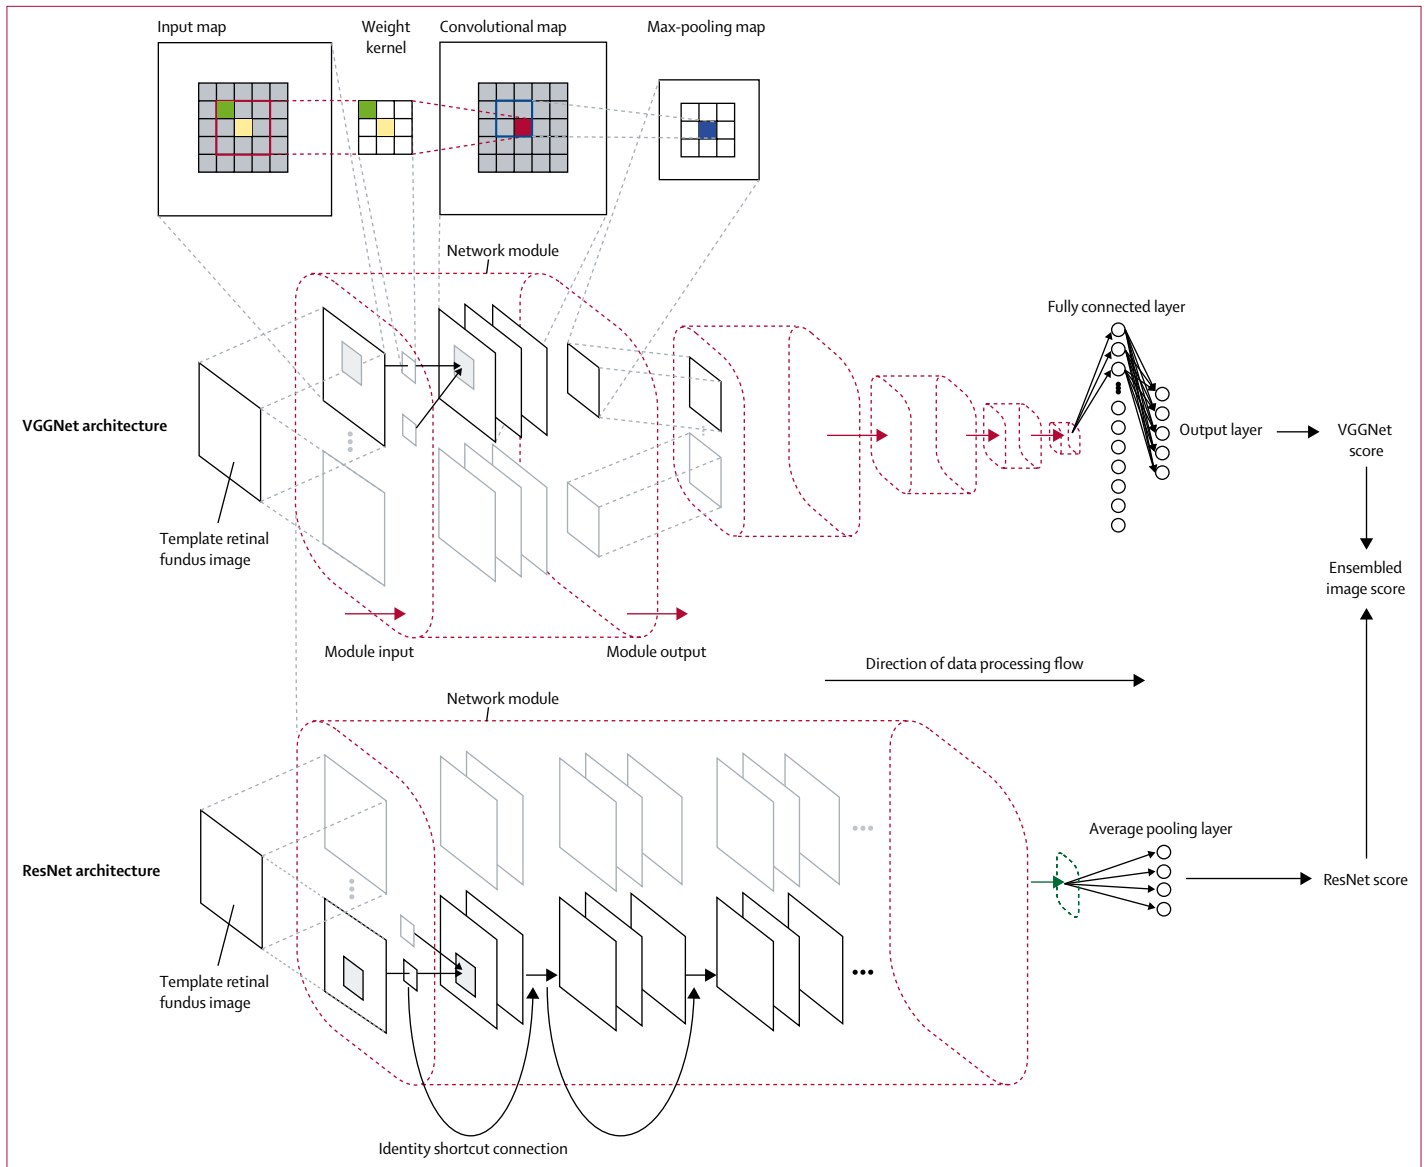 Input map
Weight
kernel
Convolutional map
Max-pooling map
Network module
Fully connected layer
VGGNet architecture
Output layer
VGGNet
score
Template retinal
fundus image
Ensembled
image score
Module input
Module output
Direction of data processing flow
Network module
Average pooling layer
ResNet architecture
ResNet score
Template retinal
fundus image
Identity shortcut connection